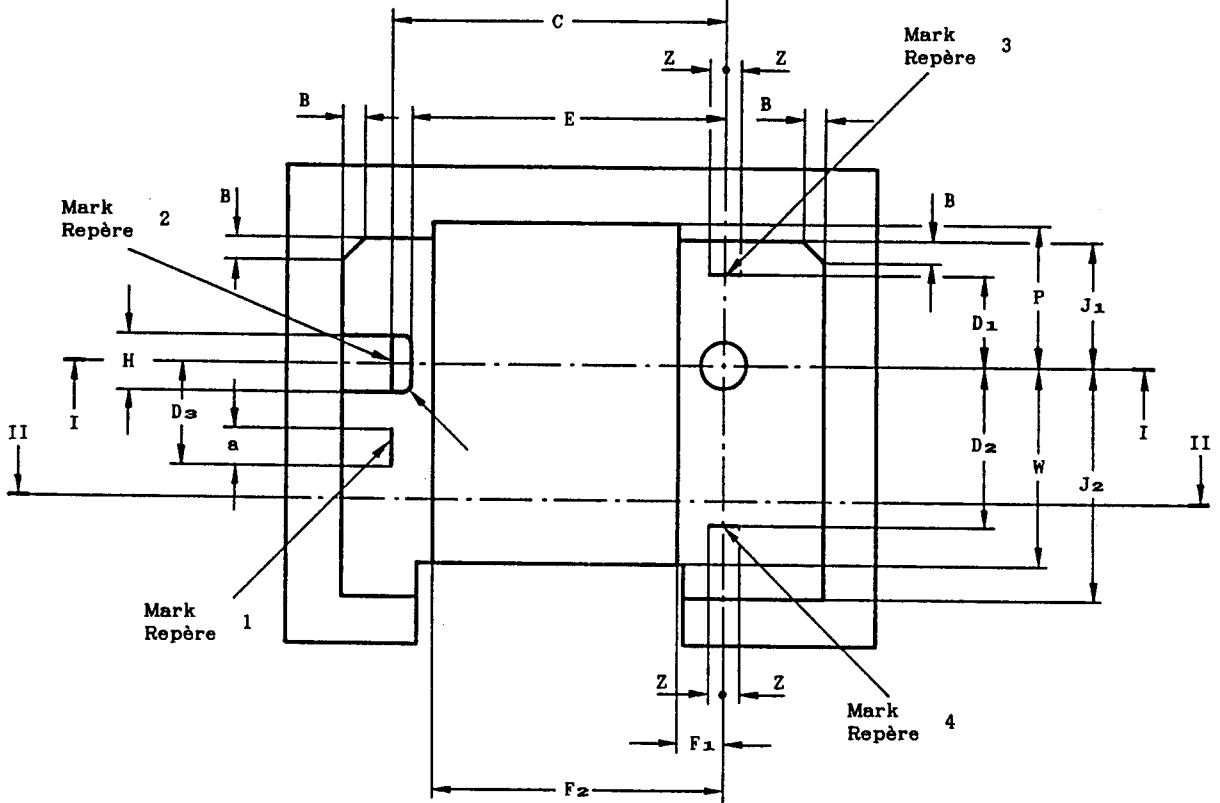 C
Mark 3
Repère
Z Z
B E B
B B
Mark 2
Repère
P J₁
D₁
H
D₃
I I
II II
a
D₂
W
J₂
Mark 1
Repère
Z Z
Mark 4
Repère
F₁
F₂